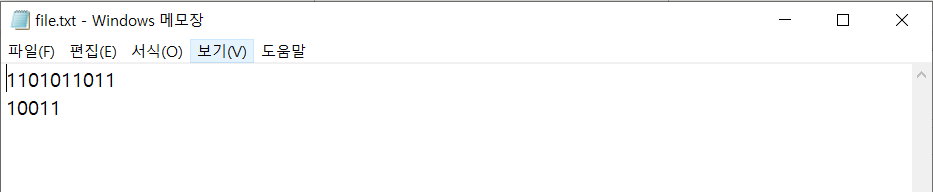 file.txt - Windows 메모장
파일(F) 편집(E) 서식(O) 보기(V) 도움말
1101011011
10011